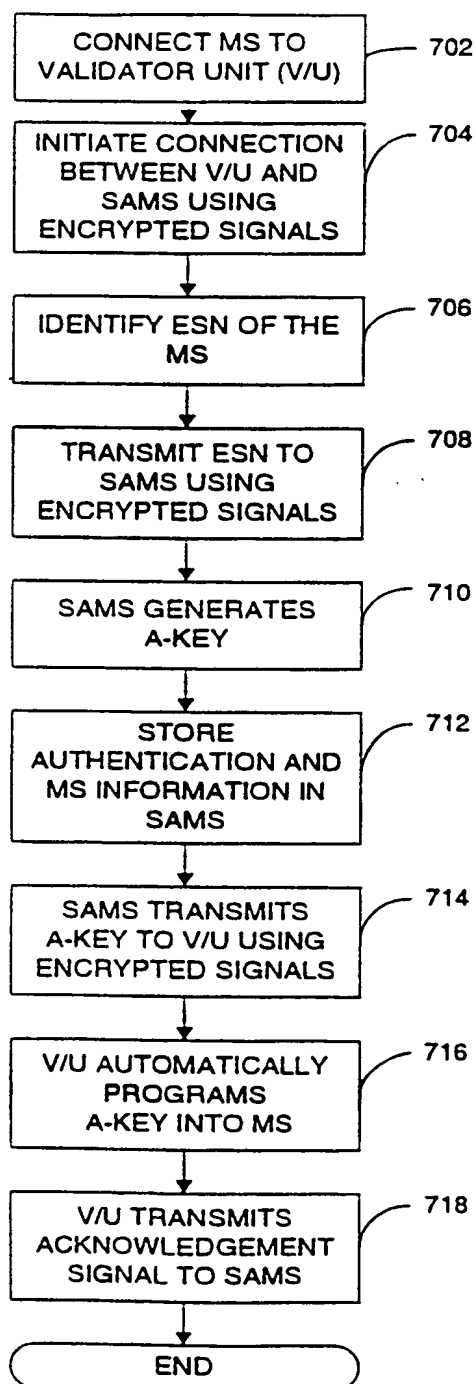 CONNECT MS TO
VALIDATOR UNIT (V/U)
702
INITIATE CONNECTION
BETWEEN V/U AND
SAMS USING
ENCRYPTED SIGNALS
704
IDENTIFY ESN OF THE
MS
706
TRANSMIT ESN TO
SAMS USING
ENCRYPTED SIGNALS
708
SAMS GENERATES
A-KEY
710
STORE
AUTHENTICATION AND
MS INFORMATION IN
SAMS
712
SAMS TRANSMITS
A-KEY TO V/U USING
ENCRYPTED SIGNALS
714
V/U AUTOMATICALLY
PROGRAMS
A-KEY INTO MS
716
V/U TRANSMITS
ACKNOWLEDGEMENT
SIGNAL TO SAMS
718
END